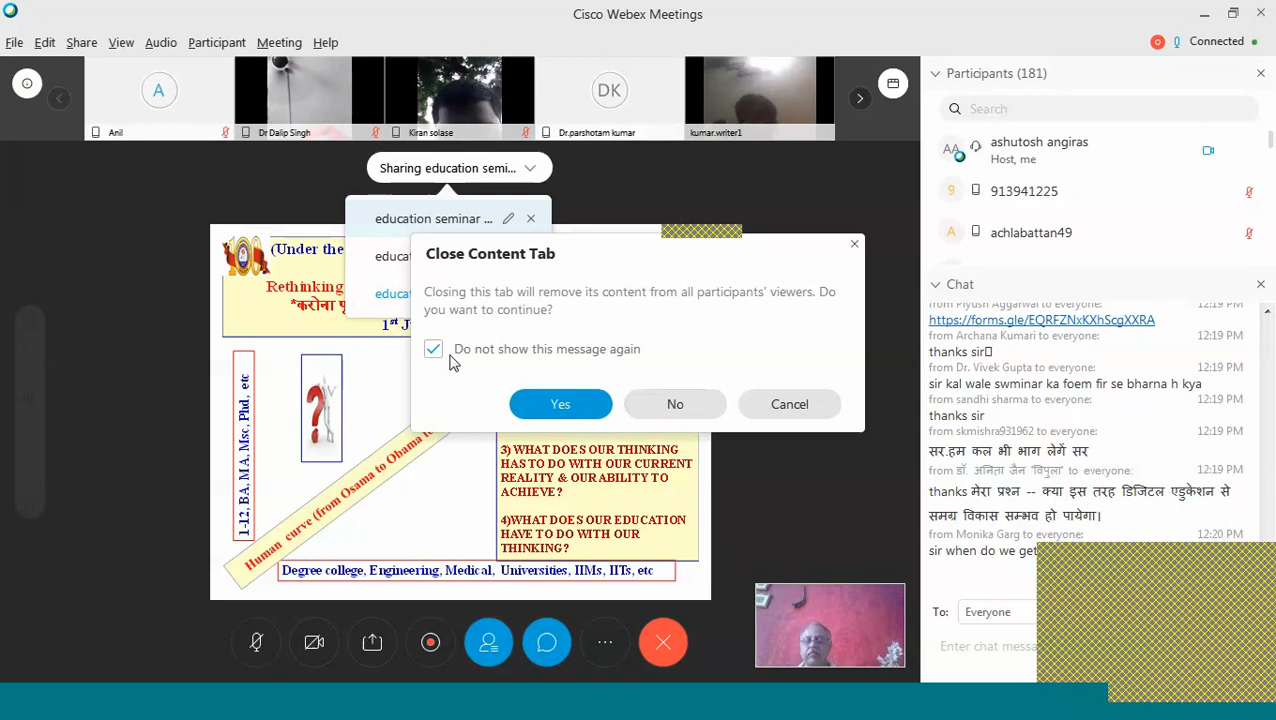 Cisco Webex Meetings
File Edit Share View Audio Participant Meeting Help
Connected
A
DK
Anil
Dr Dalip Singh
Kiran solase
Dr.parshotam kumar
kumar.writer1
Sharing education semi...
education seminar ...
educa
educat
(Under the
Rethinking
*करोना पू
1st J
Close Content Tab
Closing this tab will remove its content from all participants' viewers. Do
you want to continue?
Do not show this message again
Yes
No
Cancel
1-12, BA, MA, Msc, Phd, etc
Human curve (from Osama to Obama to
3) WHAT DOES OUR THINKING
HAS TO DO WITH OUR CURRENT
REALITY & OUR ABILITY TO
ACHIEVE?
4)WHAT DOES OUR EDUCATION
HAVE TO DO WITH OUR
THINKING?
Degree college, Engineering, Medical, Universities, IIMs, IITs, etc
Participants (181)
Search
AA
ashutosh angiras
Host, me
9
913941225
A
achlabattan49
Chat
from Piyush Aggarwal to everyone: 12:19 PM
https://forms.gle/EQRFZNxKXhScgXXRA
from Archana Kumari to everyone: 12:19 PM
thanks sir
from Dr. Vivek Gupta to everyone: 12:19 PM
sir kal wale swminar ka foem fir se bharna h kya
from sandhi sharma to everyone: 12:19 PM
thanks sir
from skmishra931962 to everyone: 12:19 PM
सर.हम कल भी भाग लेगें सर
from डॉ. अनिता जैन 'विपुला' to everyone: 12:19 PM
thanks मेरा प्रश्न -- क्या इस तरह डिजिटल एडुकेशन से
समग्र विकास सम्भव हो पायेगा।
from Monika Garg to everyone: 12:20 PM
sir when do we get
To: Everyone
Enter chat messa